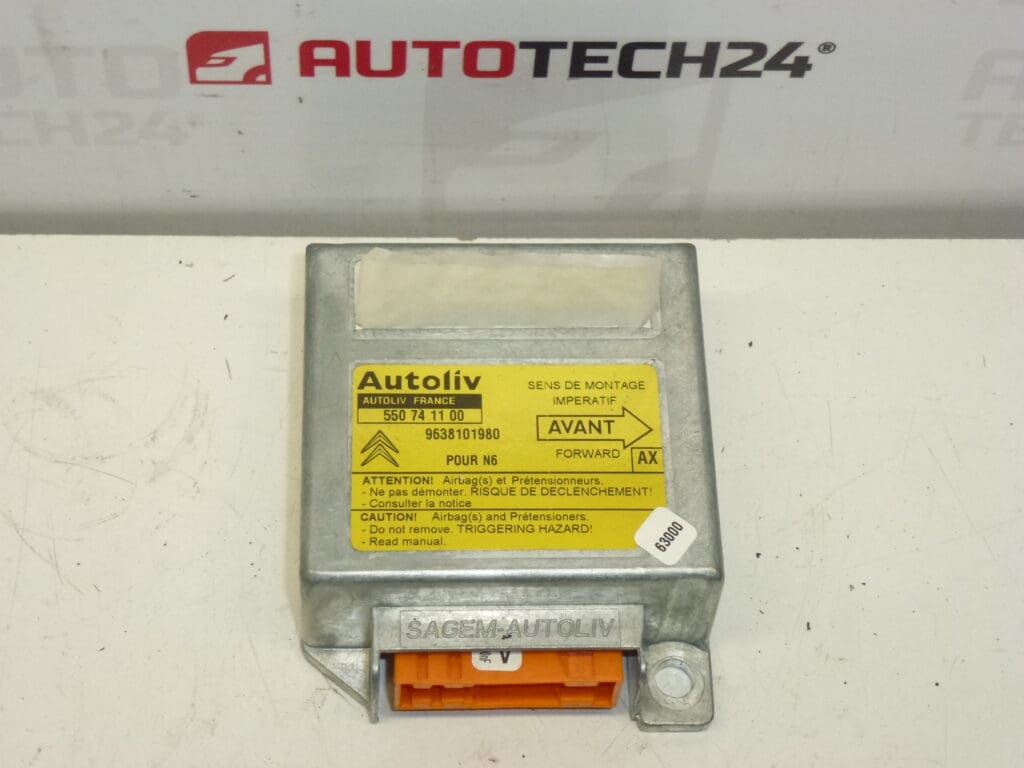 AUTOTECH24®
Autoliv
AUTOLIV FRANCE
550 74 11 00
9638101980
POUR N6
SENS DE MONTAGE
IMPERATIF
AVANT
FORWARD
AX
ATTENTION! Airbag(s) et Prétensionneurs.
- Ne pas démonter. RISQUE DE DECLENCHEMENT!
- Consulter la notice
CAUTION! Airbag(s) and Prétensioners.
- Do not remove. TRIGGERING HAZARD!
- Read manual.
63000
SAGEM-AUTOLIV